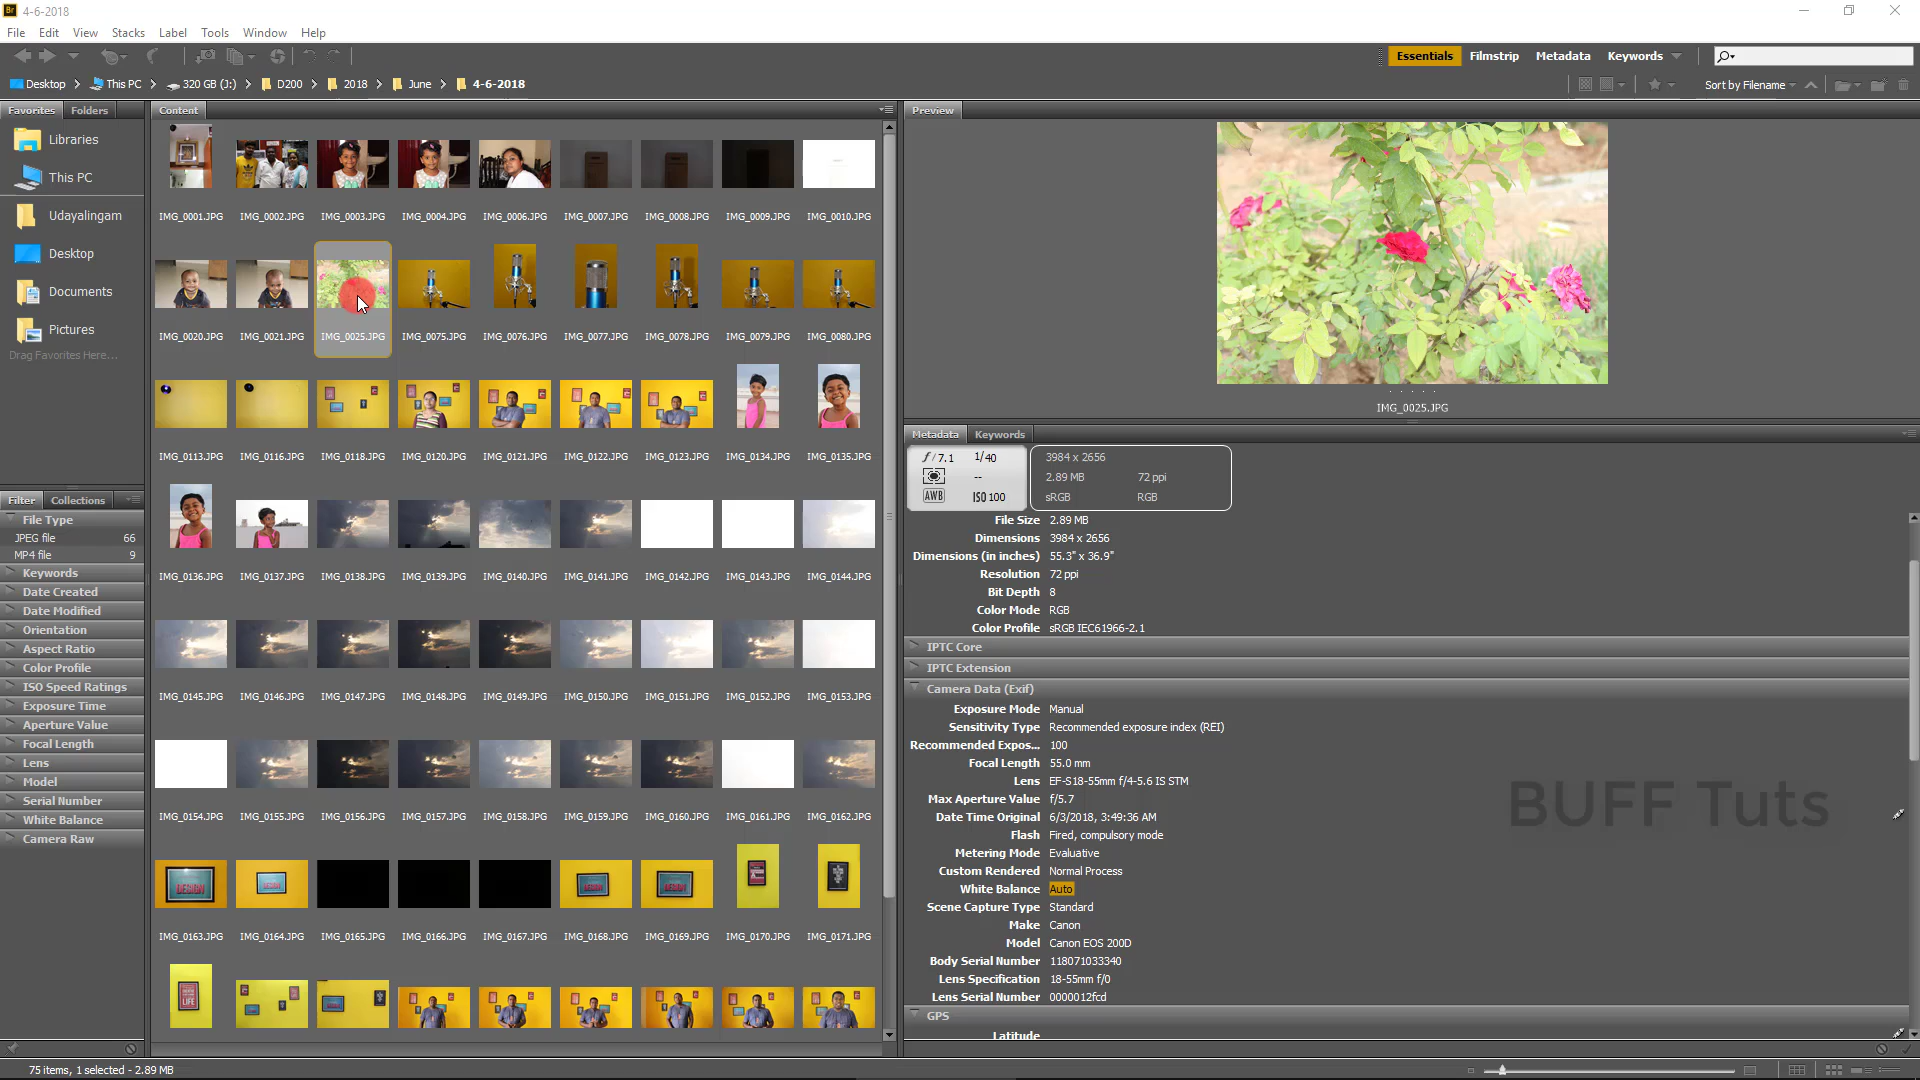 Br 4-6-2018
File Edit View Stacks Label Tools Window Help
Essentials Filmstrip Metadata Keywords
Desktop This PC 320 GB (J:) D200 2018 June 4-6-2018
Sort by Filename
Favorites Folders
Libraries
This PC
Udayalingam
Desktop
Documents
Pictures
Drag Favorites Here...
Filter Collections
File Type
JPEG file 66
MP4 file 9
Keywords
Date Created
Date Modified
Orientation
Aspect Ratio
Color Profile
ISO Speed Ratings
Exposure Time
Aperture Value
Focal Length
Lens
Model
Serial Number
White Balance
Camera Raw
Content
IMG_0001.JPG IMG_0002.JPG IMG_0003.JPG IMG_0004.JPG IMG_0006.JPG IMG_0007.JPG IMG_0008.JPG IMG_0009.JPG IMG_0010.JPG
IMG_0020.JPG IMG_0021.JPG IMG_0025.JPG IMG_0075.JPG IMG_0076.JPG IMG_0077.JPG IMG_0078.JPG IMG_0079.JPG IMG_0080.JPG
IMG_0113.JPG IMG_0116.JPG IMG_0118.JPG IMG_0120.JPG IMG_0121.JPG IMG_0122.JPG IMG_0123.JPG IMG_0134.JPG IMG_0135.JPG
IMG_0136.JPG IMG_0137.JPG IMG_0138.JPG IMG_0139.JPG IMG_0140.JPG IMG_0141.JPG IMG_0142.JPG IMG_0143.JPG IMG_0144.JPG
IMG_0145.JPG IMG_0146.JPG IMG_0147.JPG IMG_0148.JPG IMG_0149.JPG IMG_0150.JPG IMG_0151.JPG IMG_0152.JPG IMG_0153.JPG
IMG_0154.JPG IMG_0155.JPG IMG_0156.JPG IMG_0157.JPG IMG_0158.JPG IMG_0159.JPG IMG_0160.JPG IMG_0161.JPG IMG_0162.JPG
DESIGN DESIGN DESIGN DESIGN
IMG_0163.JPG IMG_0164.JPG IMG_0165.JPG IMG_0166.JPG IMG_0167.JPG IMG_0168.JPG IMG_0169.JPG IMG_0170.JPG IMG_0171.JPG
LIFE
Preview
IMG_0025.JPG
Metadata Keywords
f/7.1 1/40
--
AWB ISO 100
3984 x 2656
2.89 MB 72 ppi
sRGB RGB
File Size 2.89 MB
Dimensions 3984 x 2656
Dimensions (in inches) 55.3" x 36.9"
Resolution 72 ppi
Bit Depth 8
Color Mode RGB
Color Profile sRGB IEC61966-2.1
IPTC Core
IPTC Extension
Camera Data (Exif)
Exposure Mode Manual
Sensitivity Type Recommended exposure index (REI)
Recommended Expos... 100
Focal Length 55.0 mm
Lens EF-S18-55mm f/4-5.6 IS STM
Max Aperture Value f/5.7
Date Time Original 6/3/2018, 3:49:36 AM
Flash Fired, compulsory mode
Metering Mode Evaluative
Custom Rendered Normal Process
White Balance Auto
Scene Capture Type Standard
Make Canon
Model Canon EOS 200D
Body Serial Number 118071033340
Lens Specification 18-55mm f/0
Lens Serial Number 0000012fcd
GPS
Latitude
BUFF Tuts
75 items, 1 selected - 2.89 MB